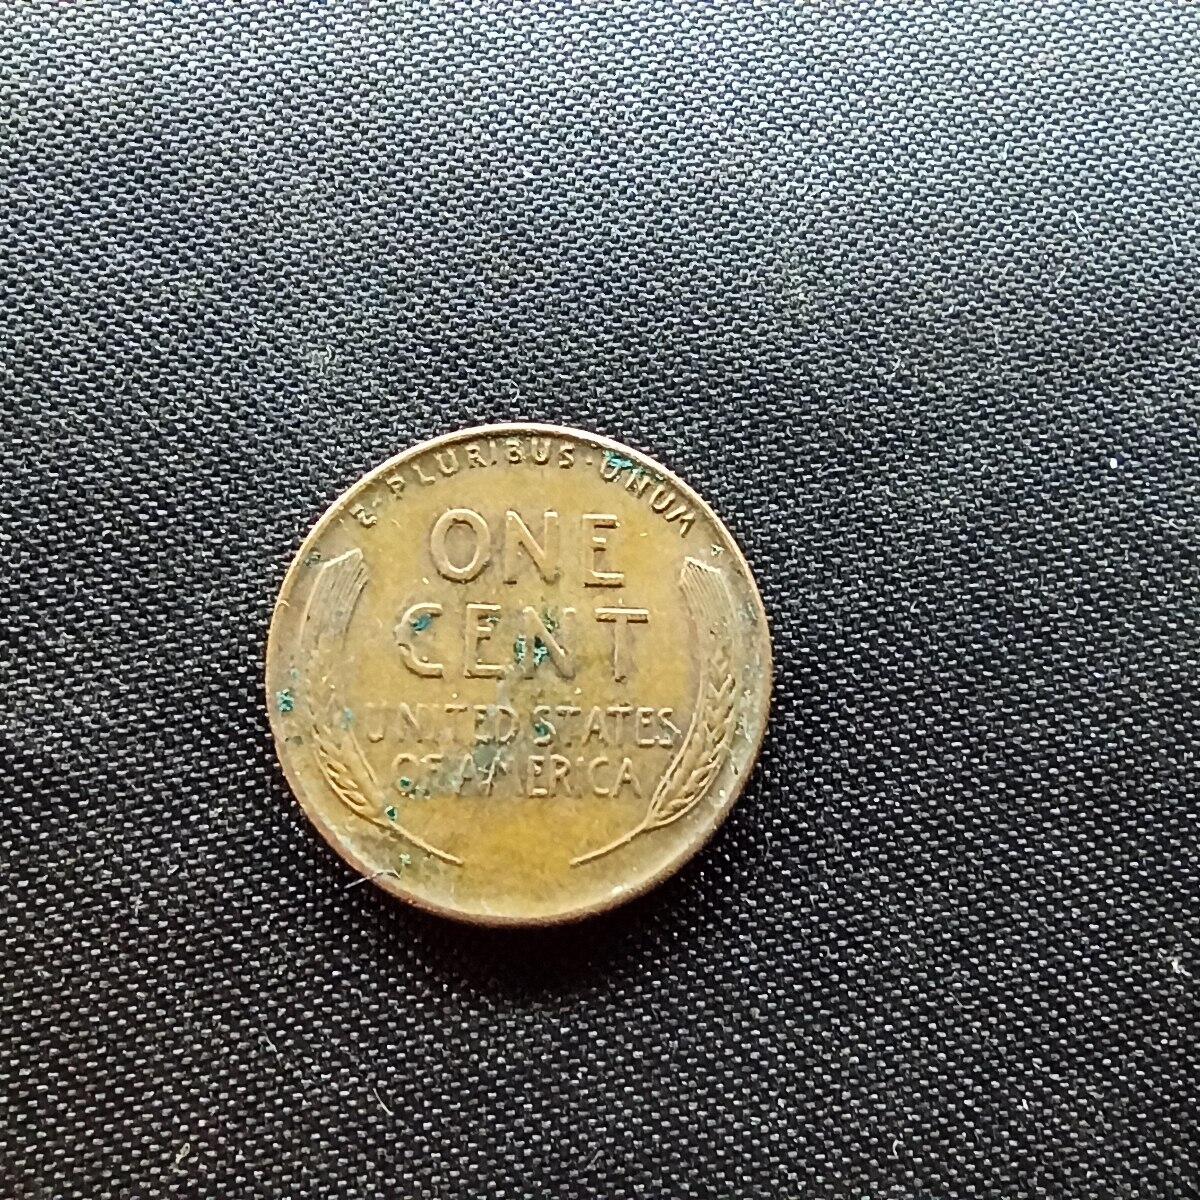 E·PLURIBUS·UNUM
ONE
CENT
UNITED STATES
OF AMERICA